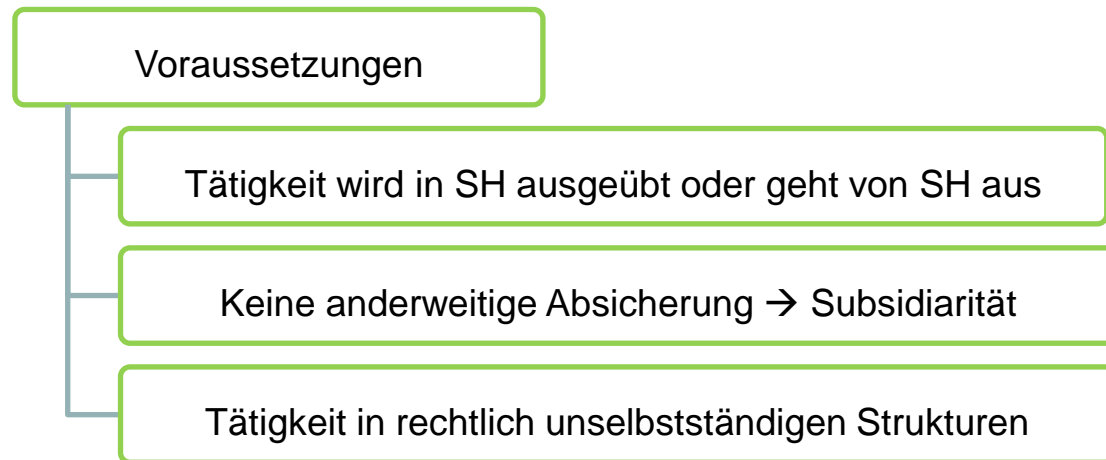 Voraussetzungen
Tätigkeit wird in SH ausgeübt oder geht von SH aus
Keine anderweitige Absicherung → Subsidiarität
Tätigkeit in rechtlich unselbstständigen Strukturen